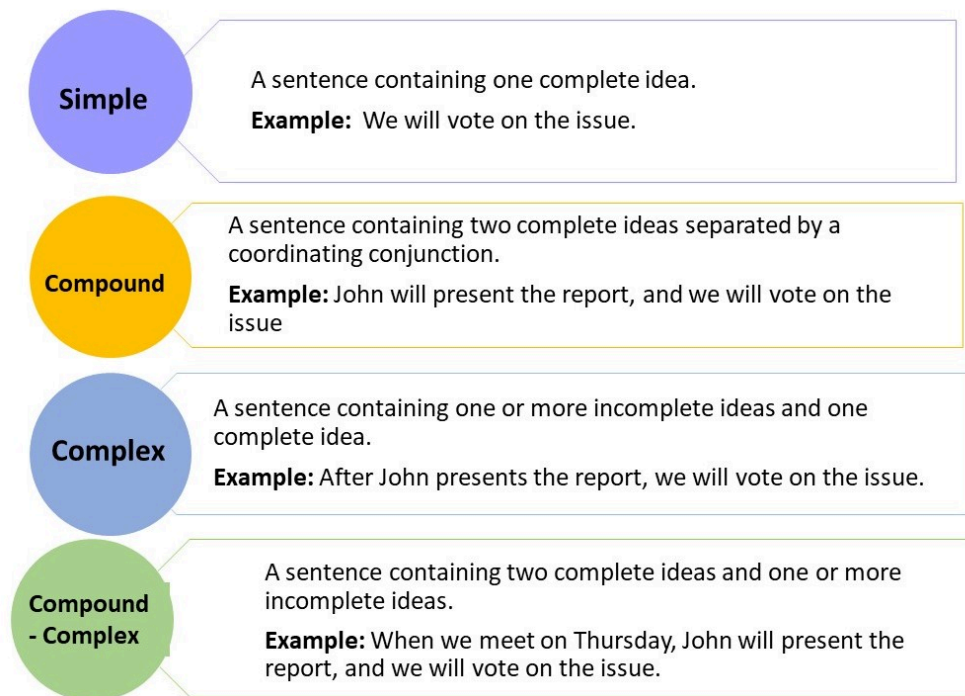 Simple
A sentence containing one complete idea.
Example: We will vote on the issue.
Compound
A sentence containing two complete ideas separated by a
coordinating conjunction.
Example: John will present the report, and we will vote on the
issue
Complex
A sentence containing one or more incomplete ideas and one
complete idea.
Example: After John presents the report, we will vote on the issue.
Compound
- Complex
A sentence containing two complete ideas and one or more
incomplete ideas.
Example: When we meet on Thursday, John will present the
report, and we will vote on the issue.